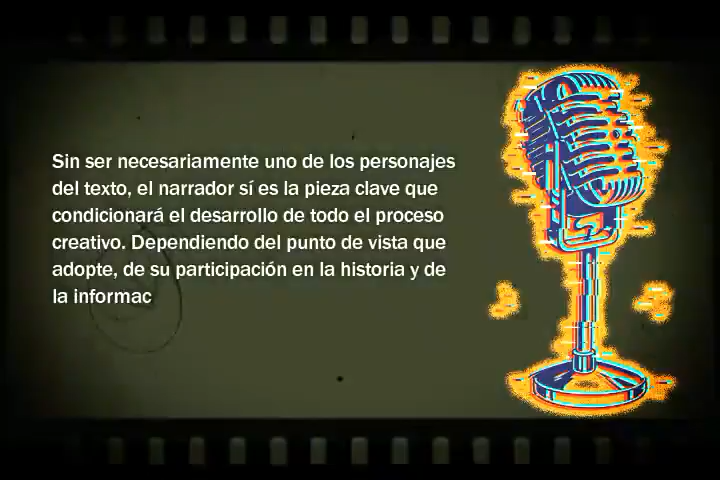 Sin ser necesariamente uno de los personajes
del texto, el narrador sí es la pieza clave que
condicionará el desarrollo de todo el proceso
creativo. Dependiendo del punto de vista que
adopte, de su participación en la historia y de
la informac